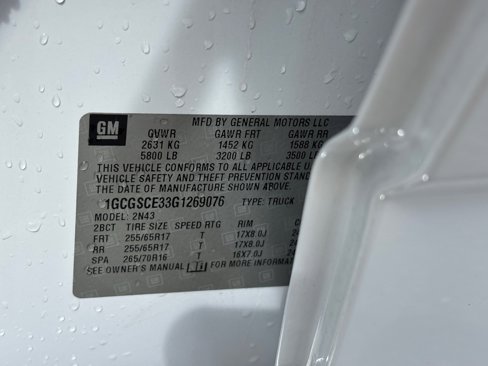 GM
MFD BY GENERAL MOTORS LLC
GVWR GAWR FRT GAWR RR
2631 KG 1452 KG 1588 KG
5800 LB 3200 LB 3500 LB
THIS VEHICLE CONFORMS TO ALL APPLICABLE U
VEHICLE SAFETY AND THEFT PREVENTION STAN
THE DATE OF MANUFACTURE SHOWN ABOVE.
1GCGSCE33G1269076 TYPE: TRUCK
MODEL: 2N43
2BCT TIRE SIZE SPEED RTG RIM
FRT 255/65R17 T 17X8.0J
RR 255/65R17 T 17X8.0J
SPA 265/70R16 T 16X7.0J
SEE OWNER'S MANUAL FOR MORE INFORMA